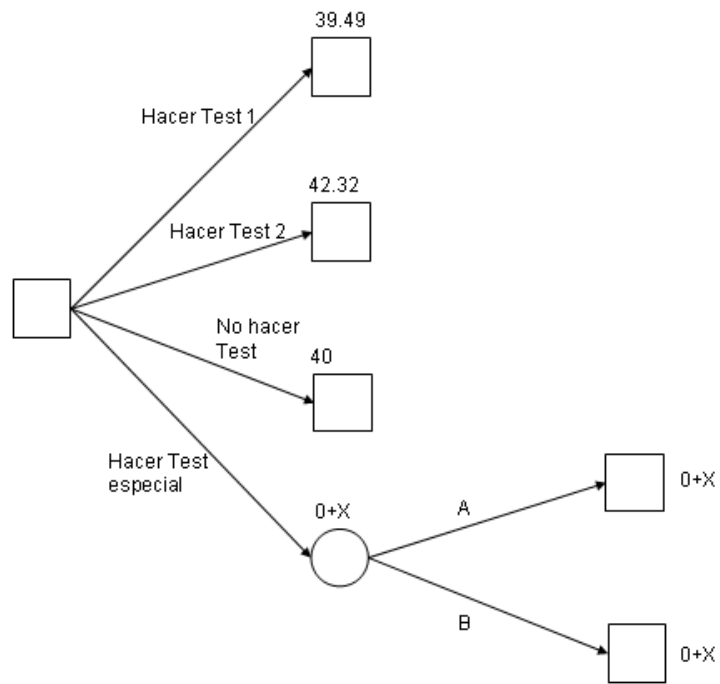 39.49
Hacer Test 1
42.32
Hacer Test 2
No hacer
Test
40
Hacer Test
especial
0+X
A
0+X
B
0+X